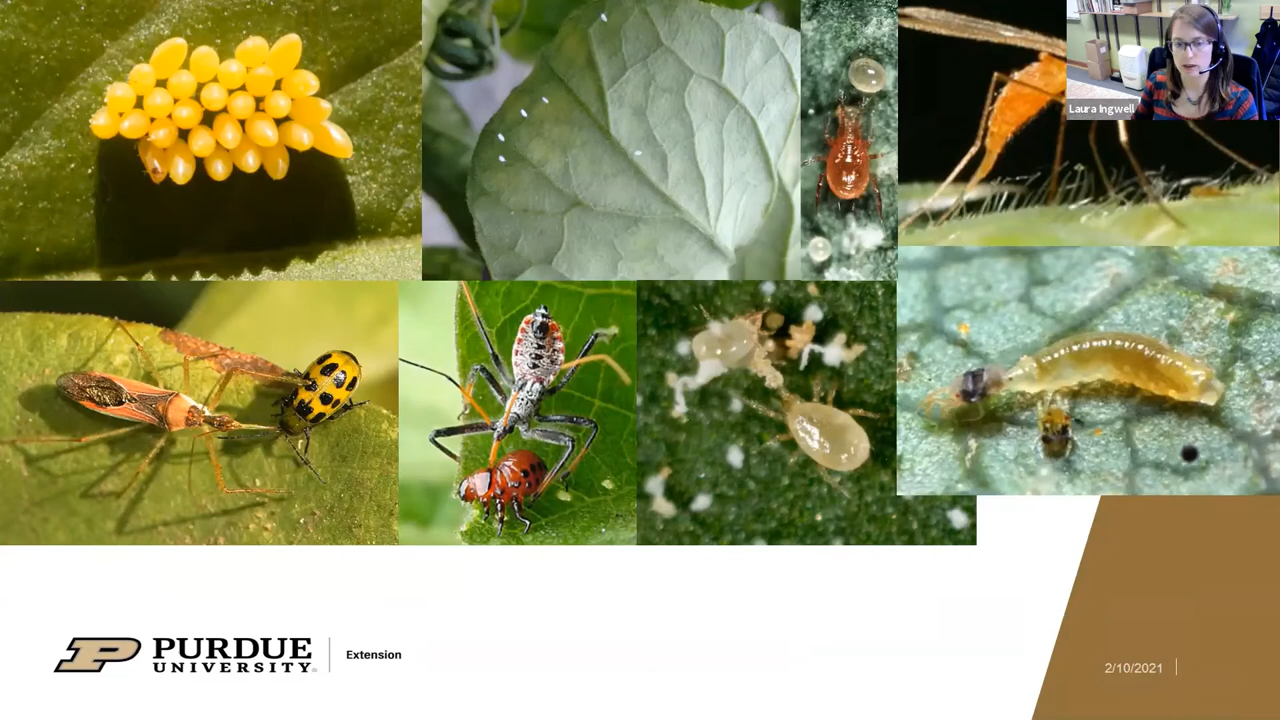 Laura Ingwell
PURDUE
UNIVERSITY
Extension
2/10/2021